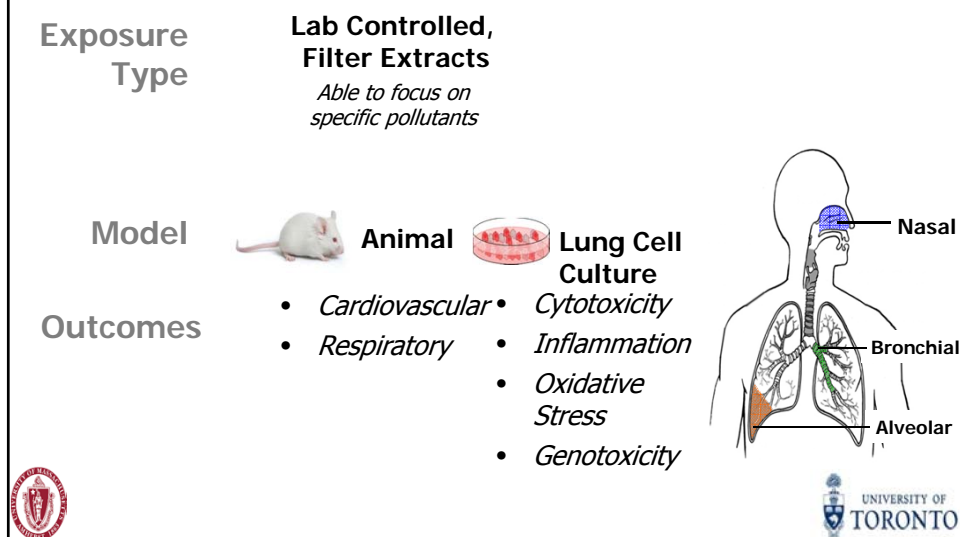 Exposure
Type
Lab Controlled,
Filter Extracts
Able to focus on
specific pollutants
Model
Animal
Lung Cell
Culture
Outcomes
• Cardiovascular
• Respiratory
• Cytotoxicity
• Inflammation
• Oxidative
Stress
• Genotoxicity
Nasal
Bronchial
Alveolar
UNIVERSITY OF
TORONTO